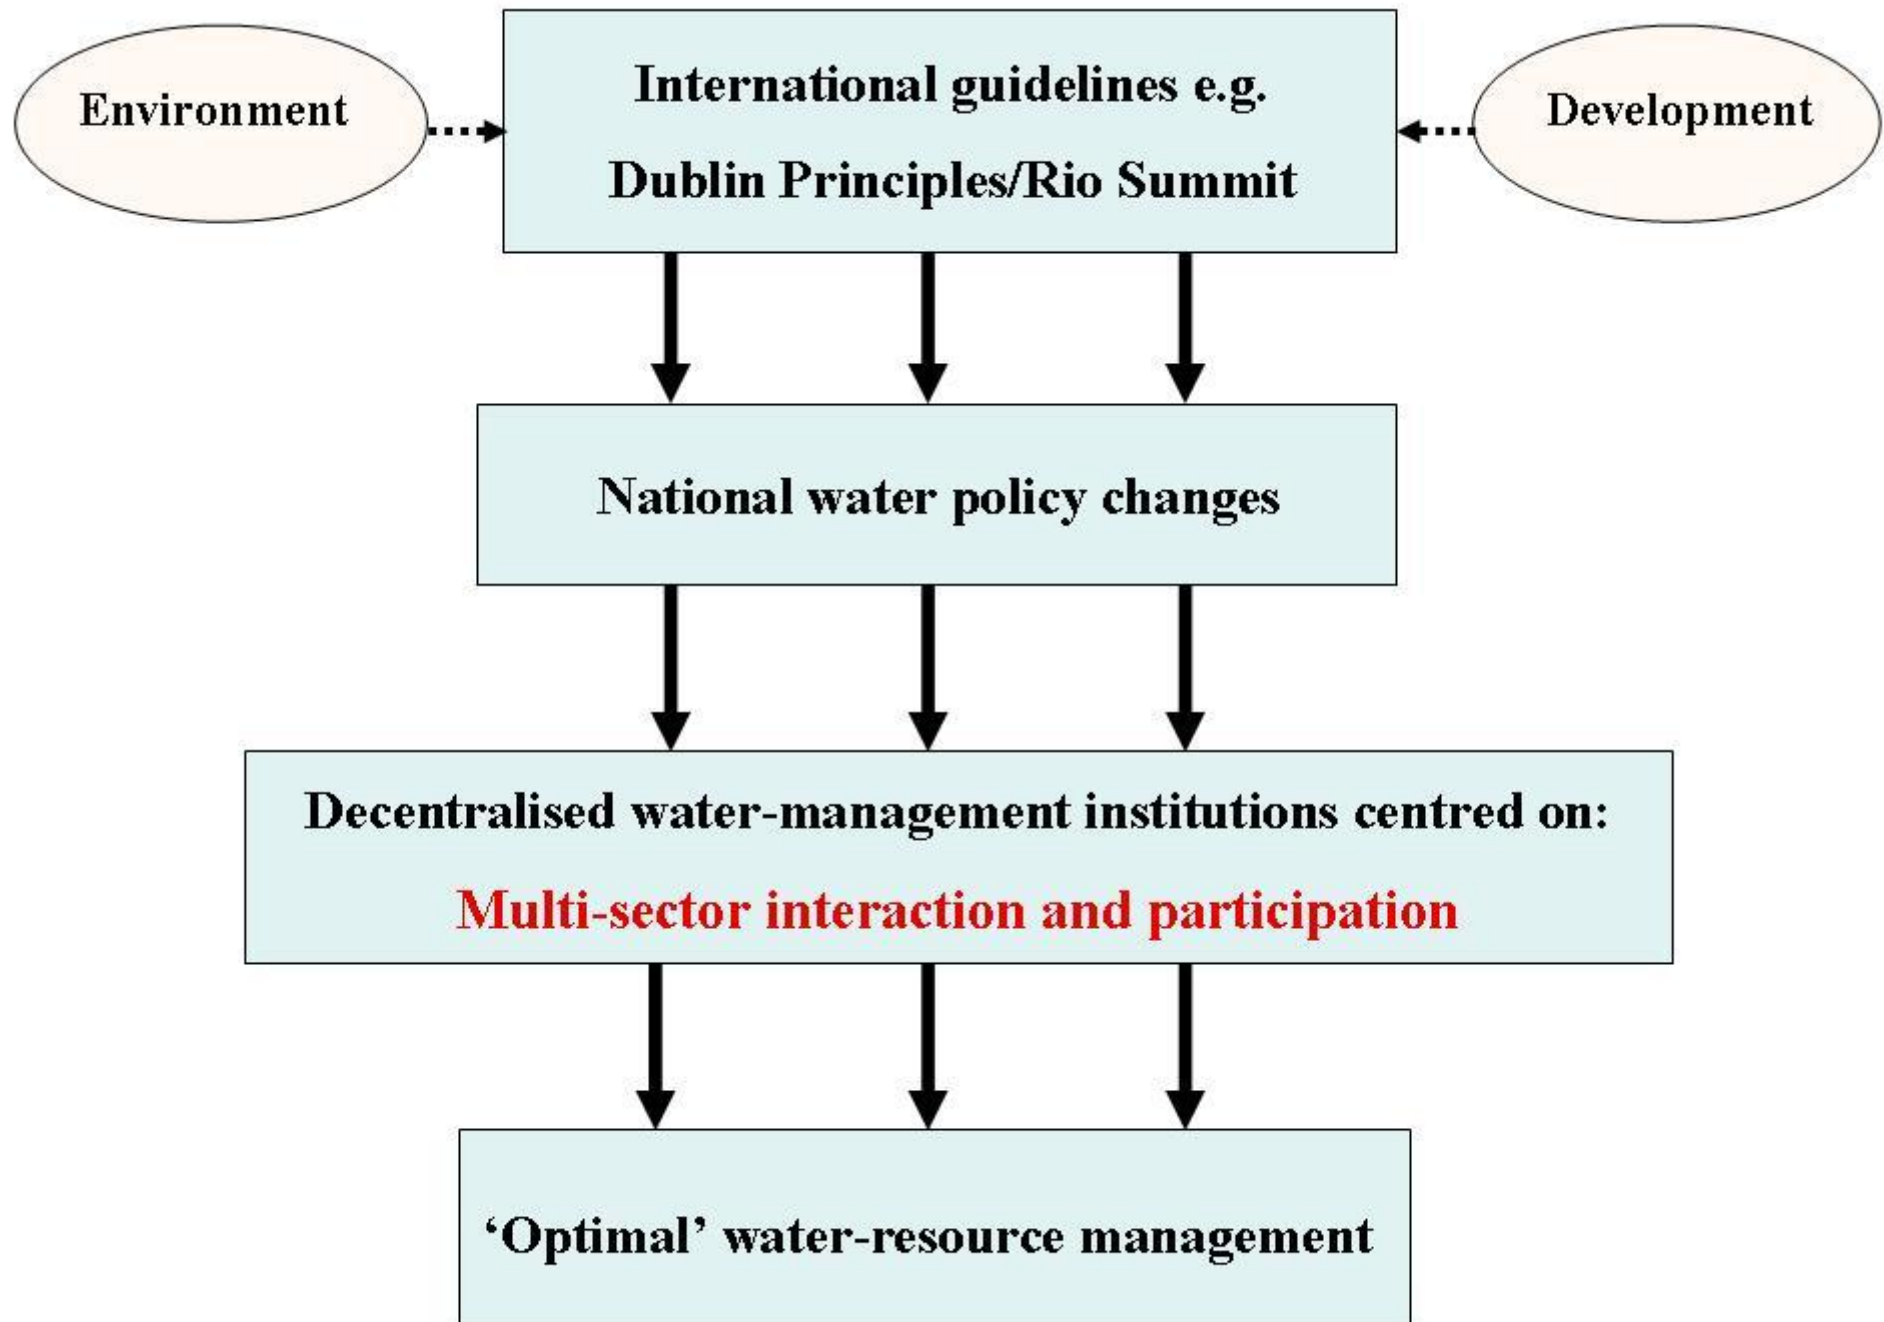 Environment
International guidelines e.g.
Dublin Principles/Rio Summit
Development
National water policy changes
Decentralised water-management institutions centred on:
Multi-sector interaction and participation
‘Optimal’ water-resource management